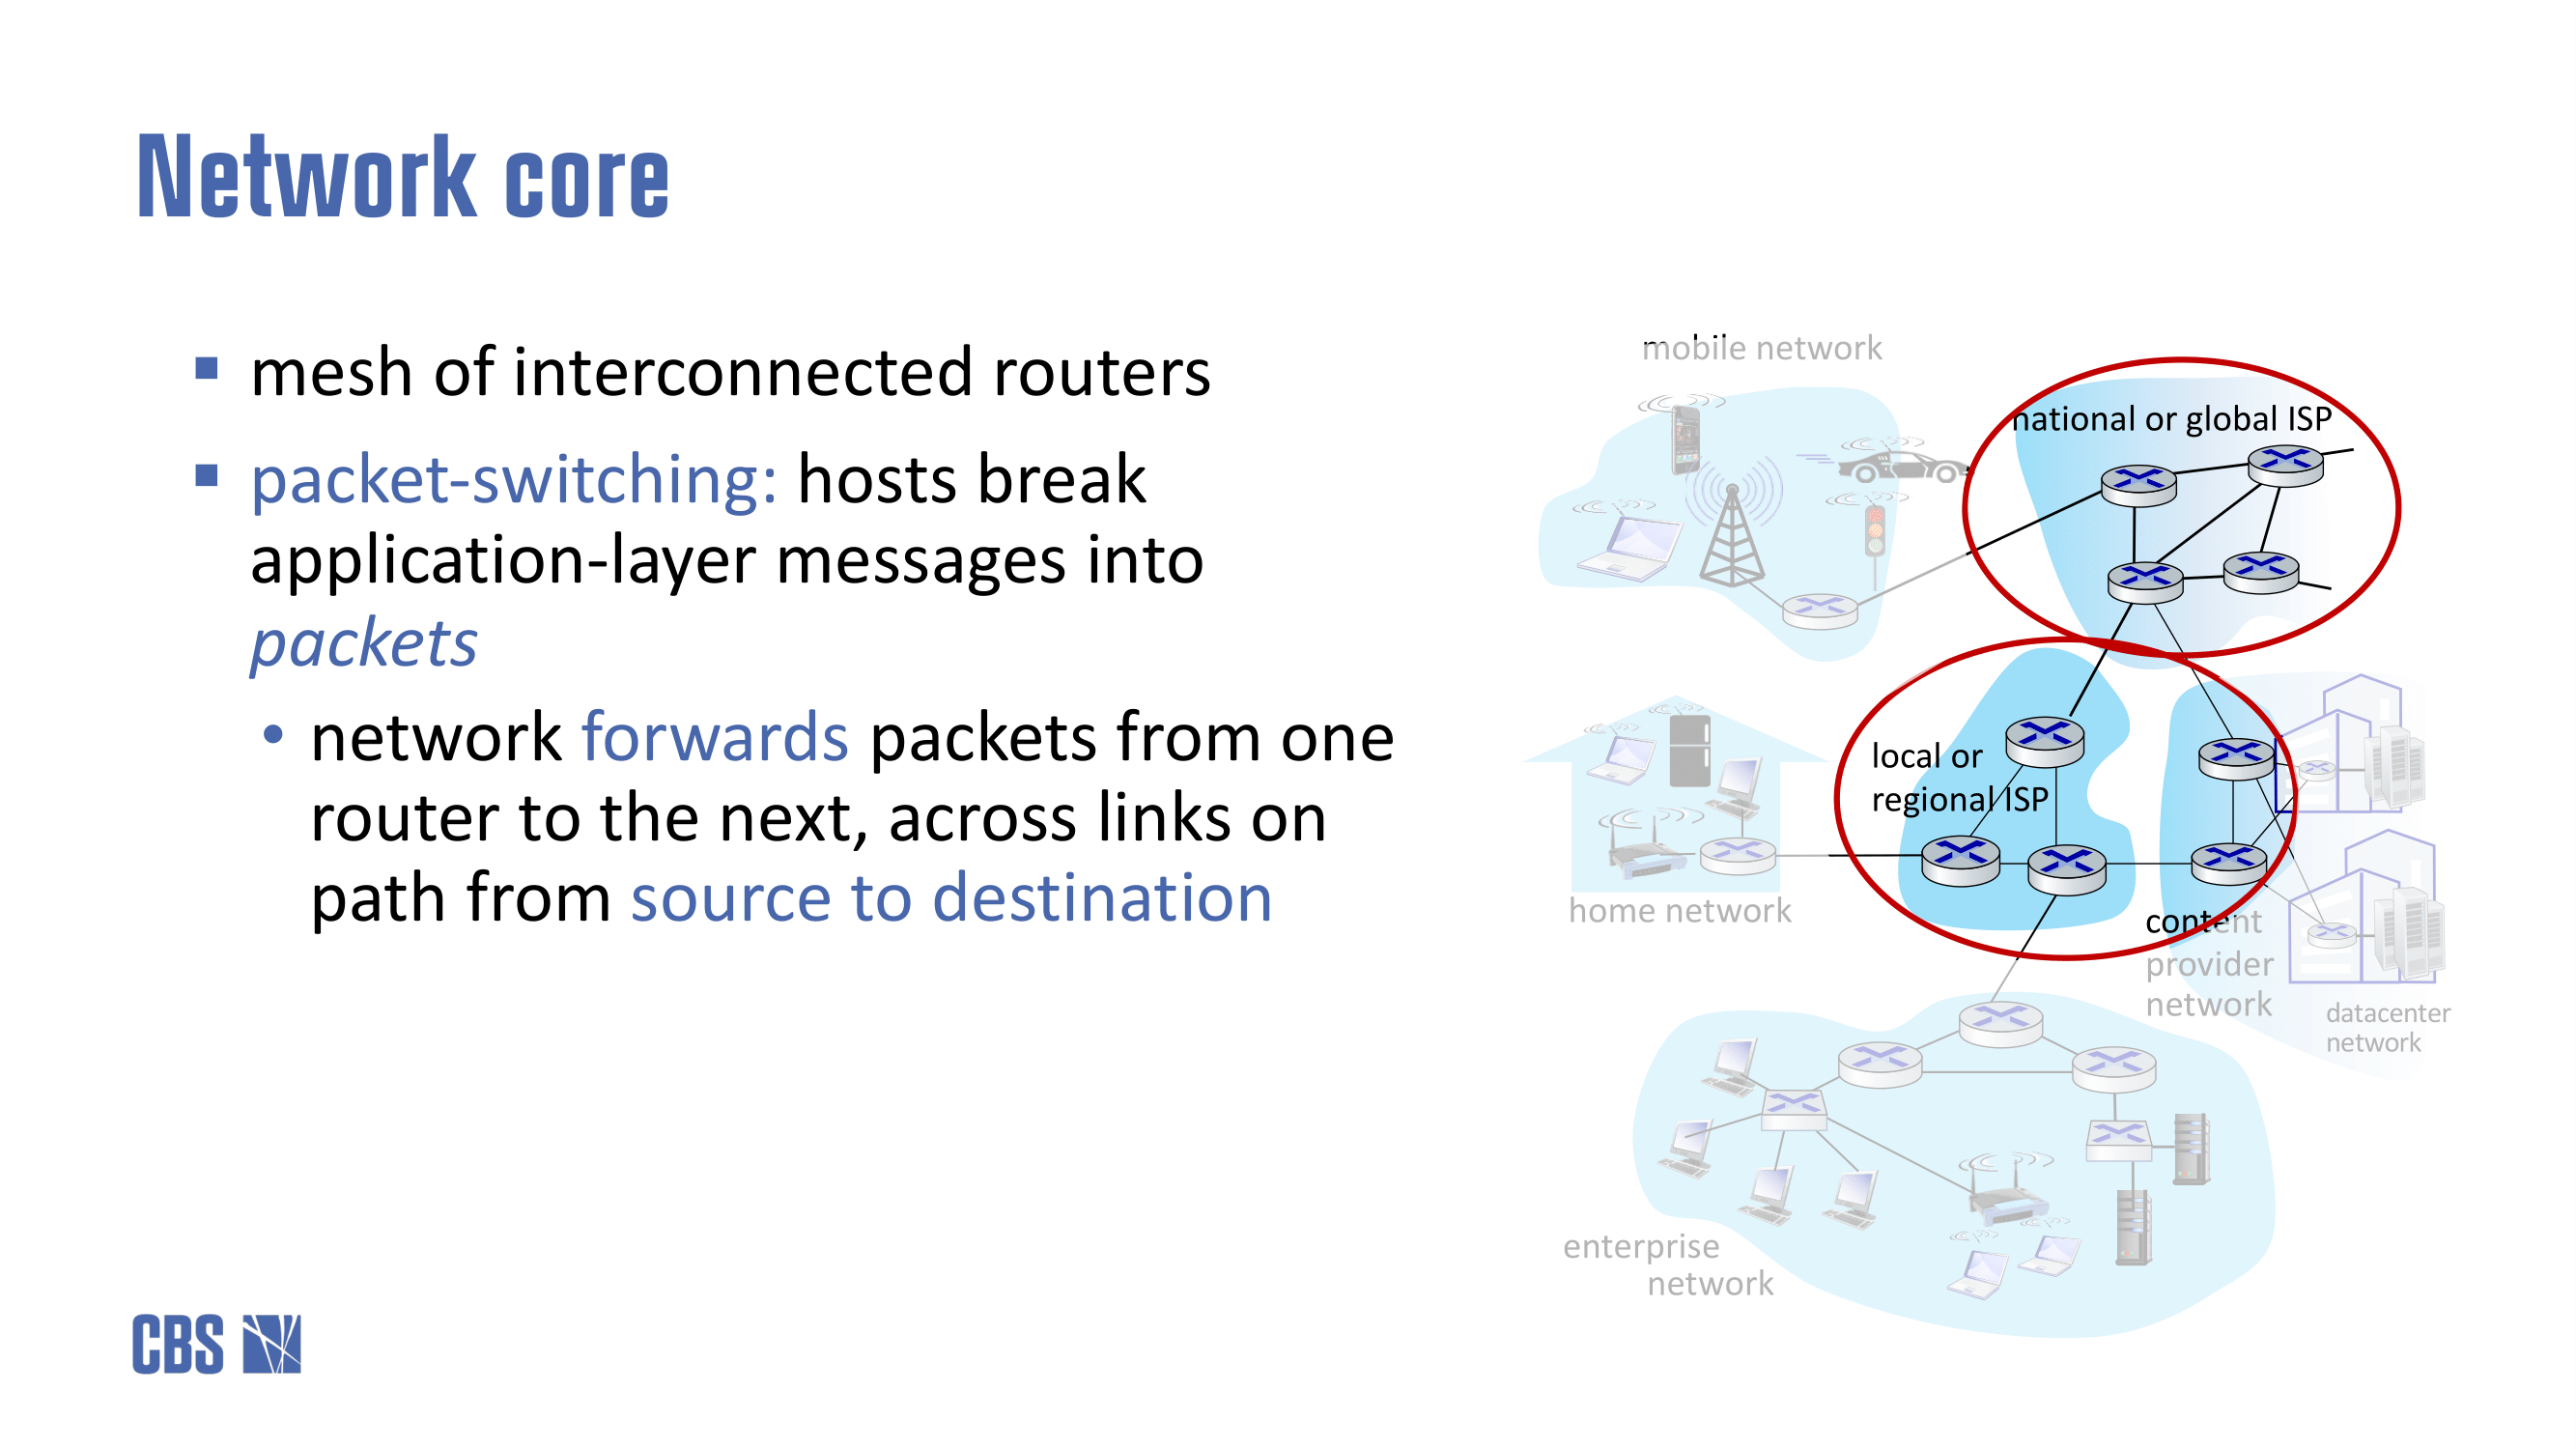 Network core
mesh of interconnected routers
packet-switching: hosts break
application-layer messages into
packets
network forwards packets from one
router to the next, across links on
path from source to destination
mobile network
national or global ISP
local or
regional ISP
home network
content
provider
network
datacenter
network
enterprise
network
CBS